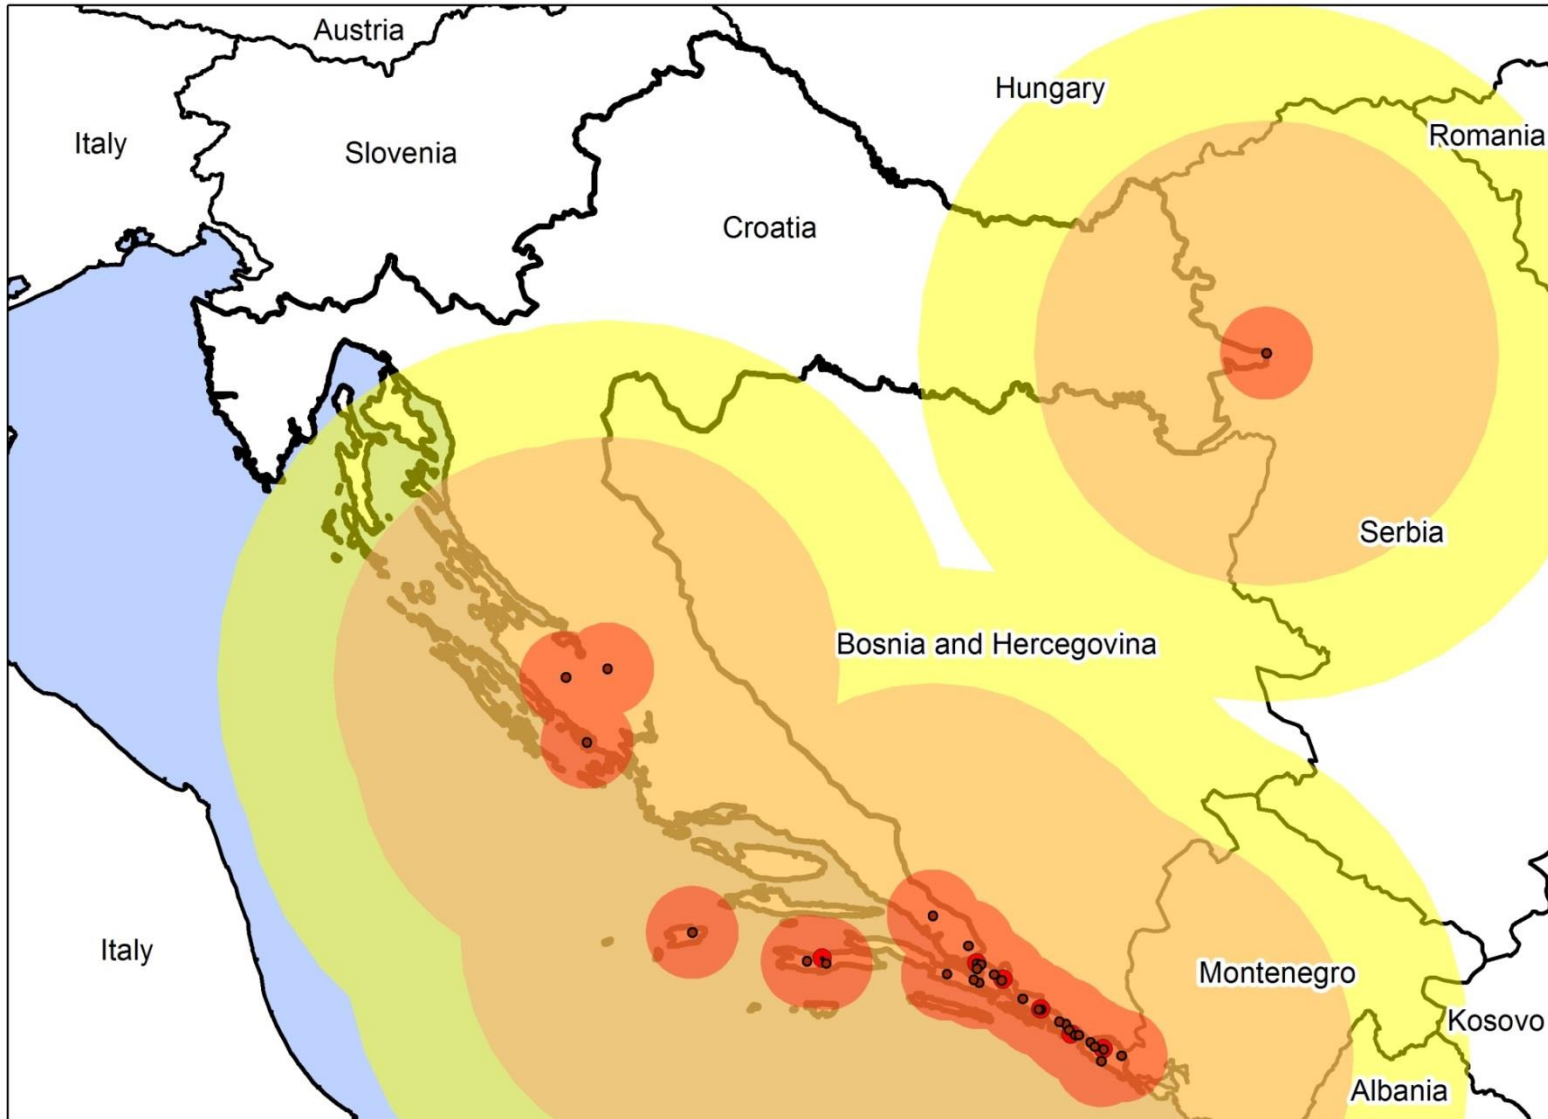 Austria
Hungary
Romania
Italy
Slovenia
Croatia
Serbia
Bosnia and Hercegovina
Italy
Montenegro
Kosovo
Albania